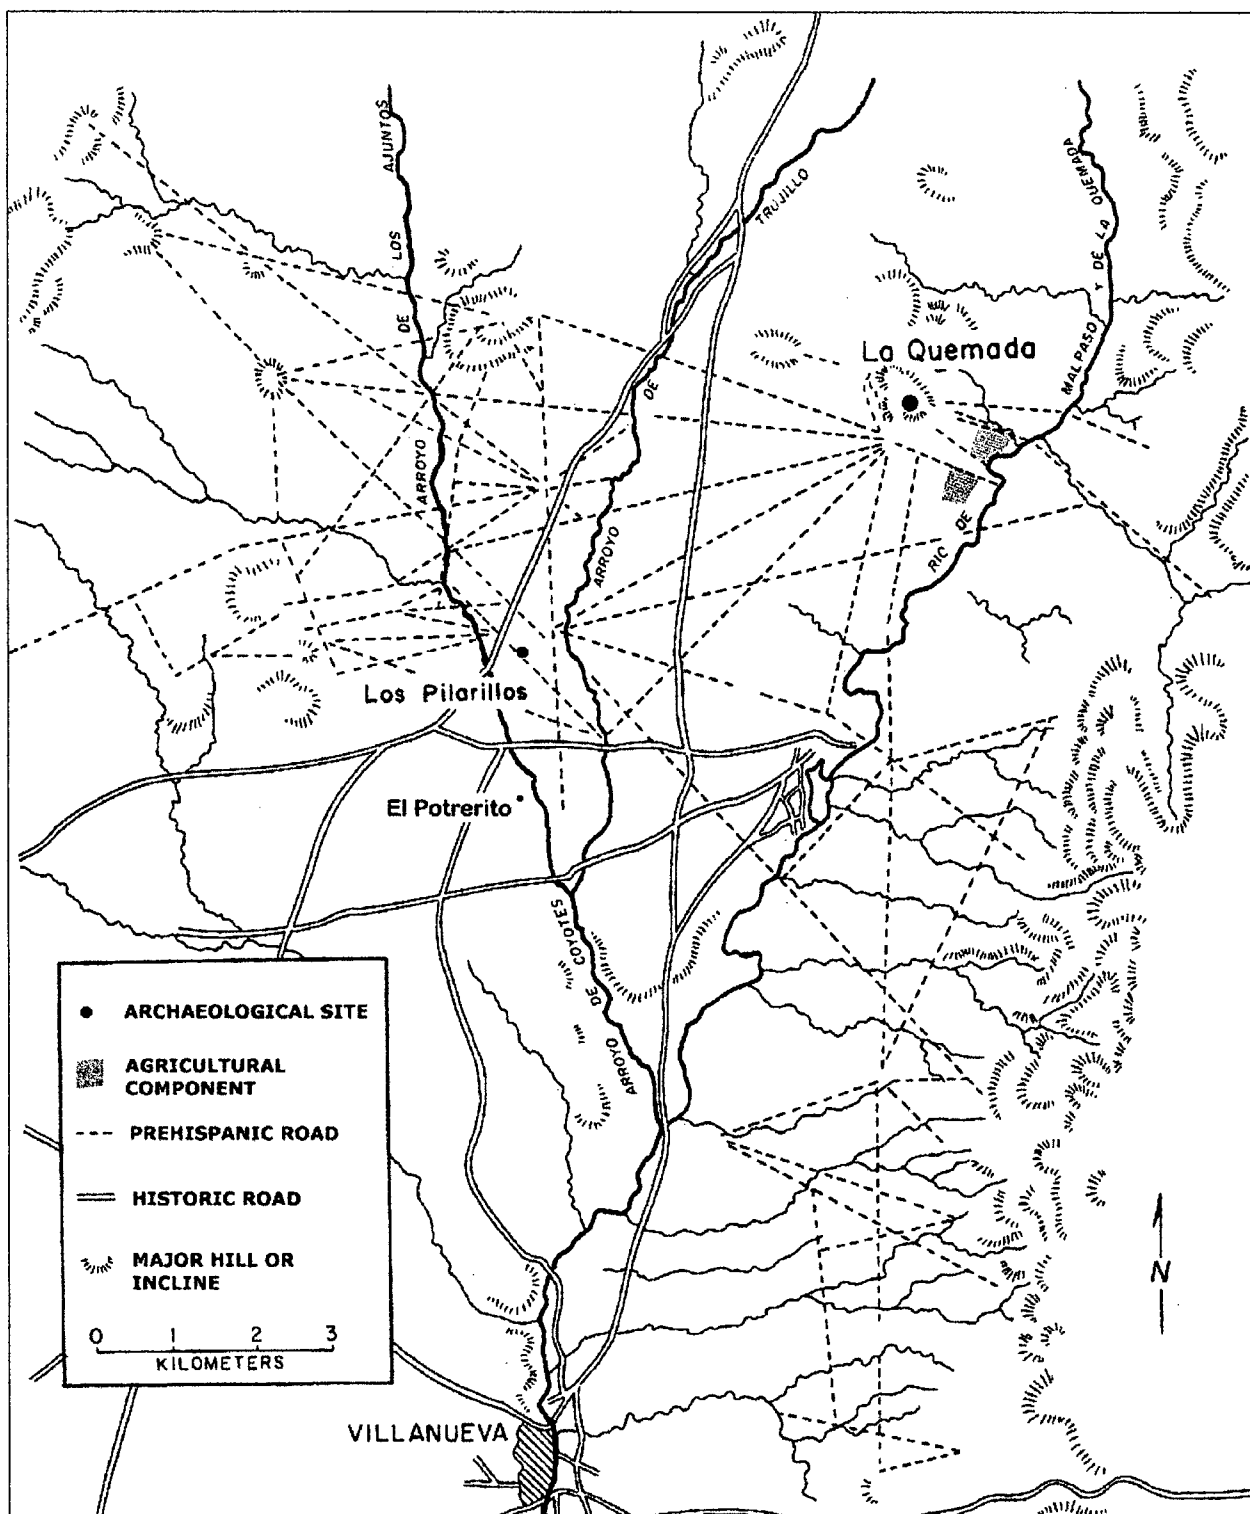 AJUNTOS
LOS
DE
ARROYO
TRUJILLO
DE
ARROYO
QUEMADA
LA
DE
Y
MALPASO
DE
RIC
La Quemada
Los Pilarillos
El Potrerito
COYOTES
DE
ARROYO
ARCHAEOLOGICAL SITE
AGRICULTURAL
COMPONENT
PREHISPANIC ROAD
HISTORIC ROAD
MAJOR HILL OR
INCLINE
0 1 2 3
KILOMETERS
N
VILLANUEVA